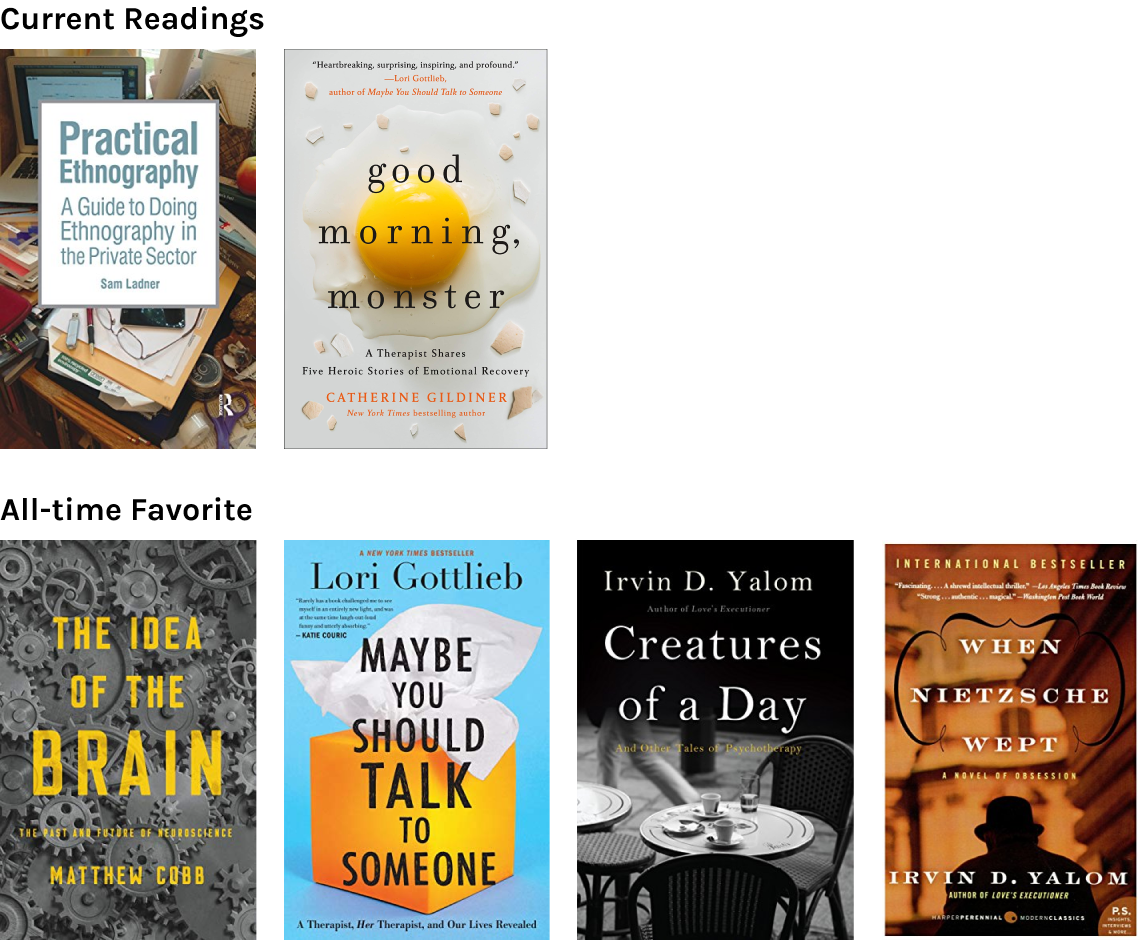 Current Readings
Practical
Ethnography
A Guide to Doing
Ethnography in
the Private Sector
Sam Ladner
"Heartbreaking, surprising, inspiring, and profound."
—Lori Gottlieb,
author of Maybe You Should Talk to Someone
good
morning,
monster
A Therapist Shares
Five Heroic Stories of Emotional Recovery
CATHERINE GILDINER
New York Times bestselling author
All-time Favorite
THE IDEA
OF THE
BRAIN
THE PAST AND FUTURE OF NEUROSCIENCE
MATTHEW COBB
A NEW YORK TIMES BESTSELLER
Lori Gottlieb
"Rarely has a book challenged me to see
myself in an entirely new light, and was
at the same time laugh-out-loud
funny and utterly absorbing."
— KATIE COURIC
MAYBE
YOU
SHOULD
TALK
TO
SOMEONE
A Therapist, Her Therapist, and Our Lives Revealed
Irvin D. Yalom
Author of Love's Executioner
Creatures
of a Day
And Other Tales of Psychotherapy
INTERNATIONAL BESTSELLER
"Fascinating. . . . A shrewd intellectual thriller." —Los Angeles Times Book Review
"Strong . . . authentic . . . magical." —Washington Post Book World
WHEN
NIETZSCHE
WEPT
A NOVEL OF OBSESSION
IRVIN D. YALOM
AUTHOR OF LOVE'S EXECUTIONER
HARPERPERENNIAL MODERNCLASSICS
P.S.
INSIGHTS,
INTERVIEWS
& MORE...